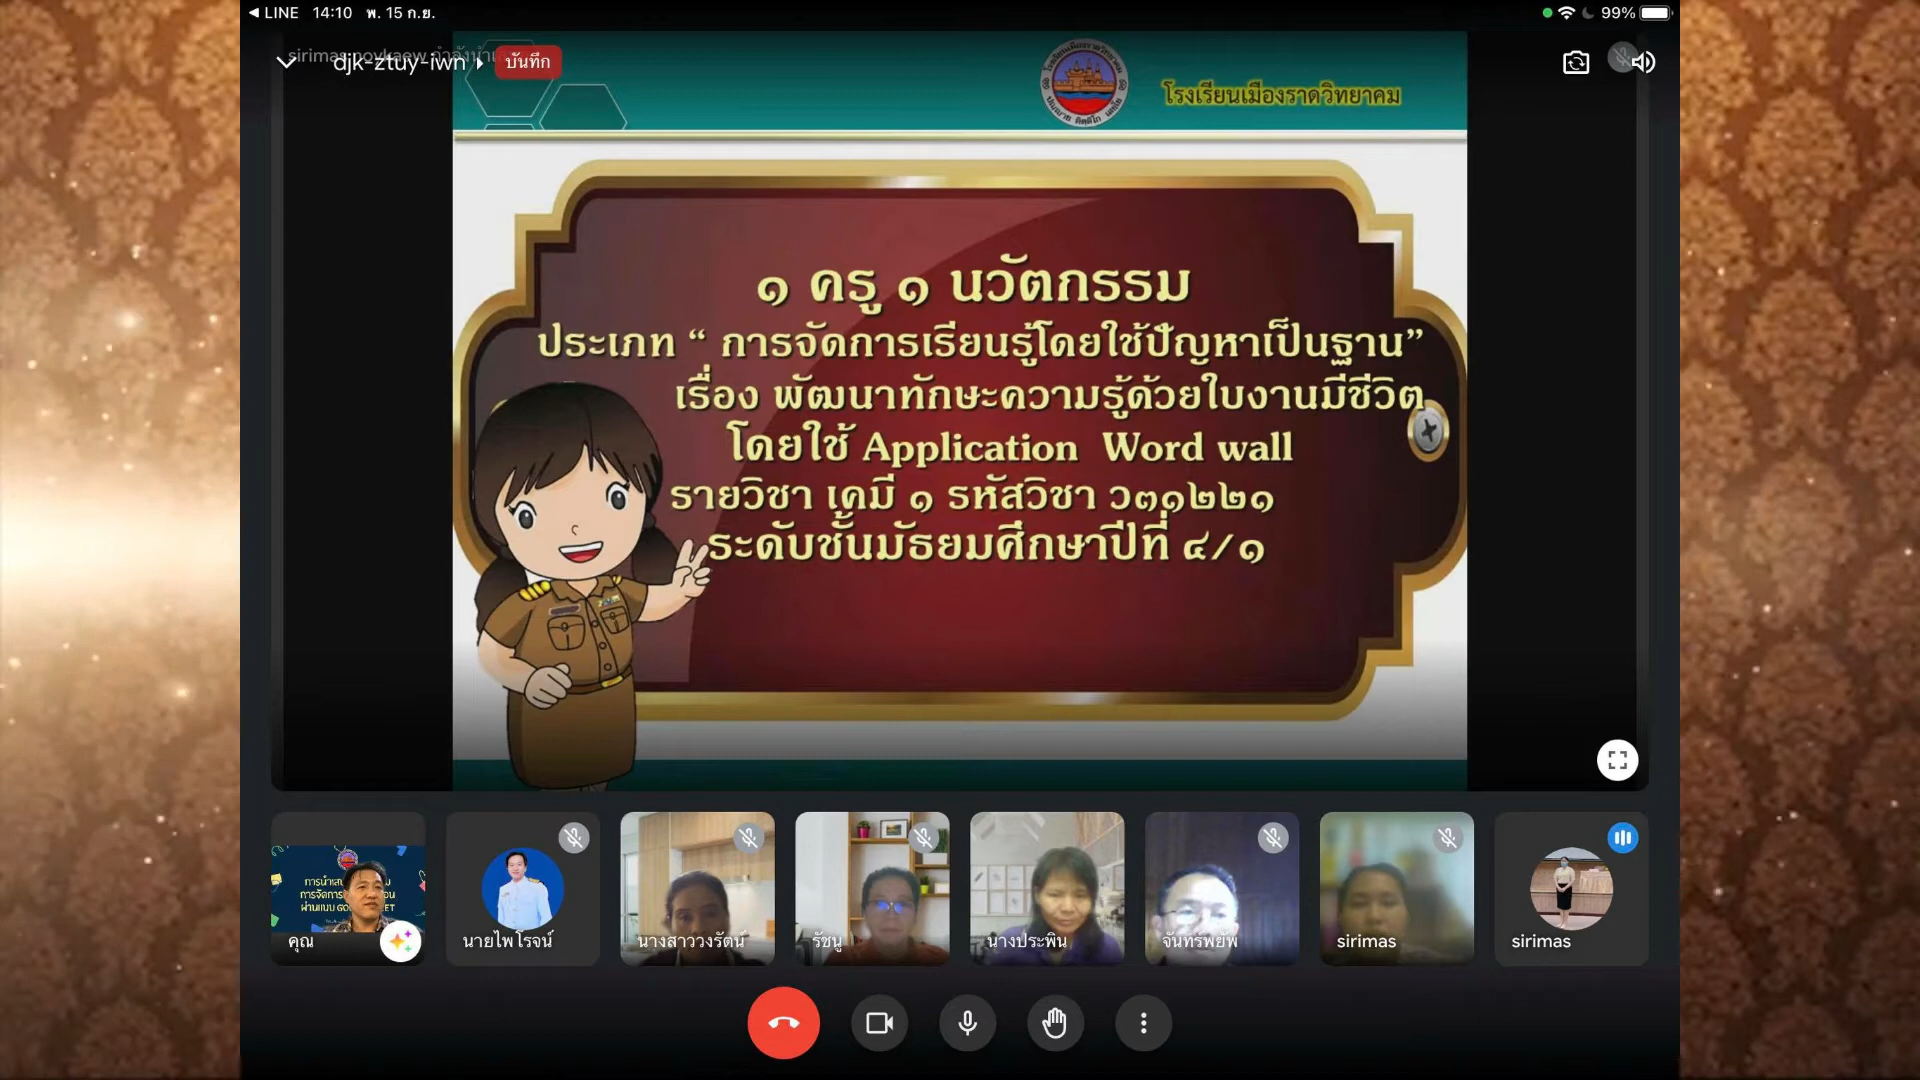 LINE 14:10 พ. 15 ก.ย.
99%
djk-ztuy-iwn
บันทึก
โรงเรียนเมืองราดวิทยาคม
๑ ครู ๑ นวัตกรรม
ประเภท “ การจัดการเรียนรู้โดยใช้ปัญหาเป็นฐาน”
เรื่อง พัฒนาทักษะความรู้ด้วยใบงานมีชีวิต
โดยใช้ Application Word wall
รายวิชา เคมี ๑ รหัสวิชา ว๓๑๒๒๑
ระดับชั้นมัธยมศึกษาปีที่ ๔/๑
คุณ
นายไพโรจน์
นางสาววงรัตน์
รัชนู
นางประพิน
จันทร์พยัพ
sirimas
sirimas